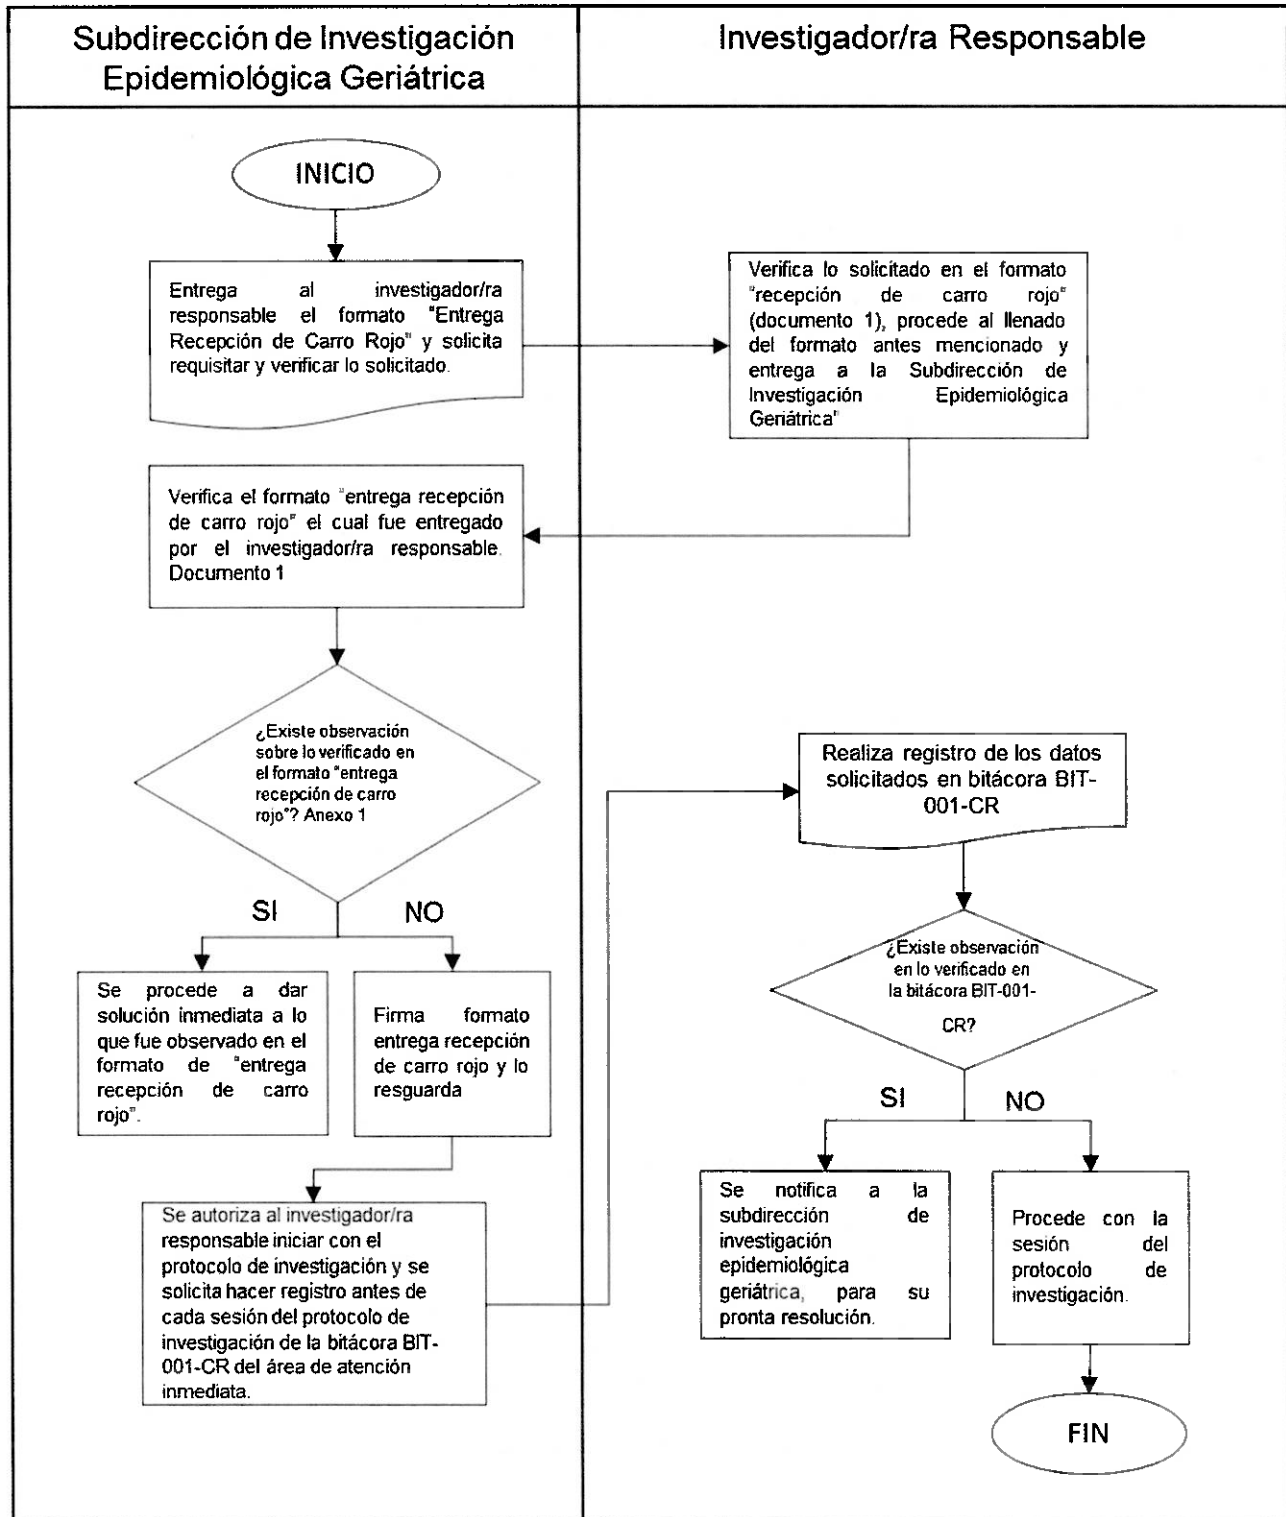 Subdirección de Investigación
Epidemiológica Geriátrica
Investigador/ra Responsable
INICIO
Entrega al investigador/ra
responsable el formato "Entrega
Recepción de Carro Rojo" y solicita
requisitar y verificar lo solicitado.
Verifica lo solicitado en el formato
"recepción de carro rojo"
(documento 1), procede al llenado
del formato antes mencionado y
entrega a la Subdirección de
Investigación Epidemiológica
Geriátrica"
Verifica el formato "entrega recepción
de carro rojo" el cual fue entregado
por el investigador/ra responsable.
Documento 1
¿Existe observación
sobre lo verificado en
el formato "entrega
recepción de carro
rojo"? Anexo 1
SI
NO
Se procede a dar
solución inmediata a lo
que fue observado en el
formato de "entrega
recepción de carro
rojo".
Firma formato
entrega recepción
de carro rojo y lo
resguarda
Se autoriza al investigador/ra
responsable iniciar con el
protocolo de investigación y se
solicita hacer registro antes de
cada sesión del protocolo de
investigación de la bitácora BIT-
001-CR del área de atención
inmediata.
Realiza registro de los datos
solicitados en bitácora BIT-
001-CR
¿Existe observación
en lo verificado en
la bitácora BIT-001-
CR?
SI
NO
Se notifica a la
subdirección de
investigación
epidemiológica
geriátrica, para su
pronta resolución.
Procede con la
sesión del
protocolo de
investigación.
FIN